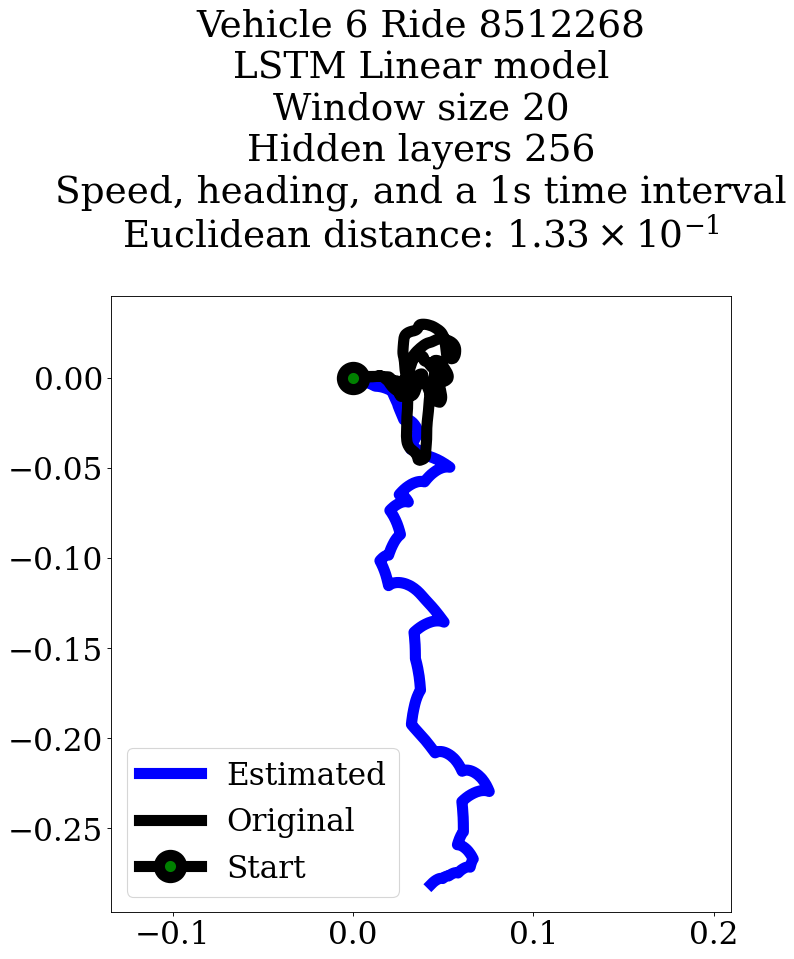 Vehicle 6 Ride 8512268
LSTM Linear model
Window size 20
Hidden layers 256
Speed, heading, and a 1s time interval
Euclidean distance: 1.33 × 10⁻¹
0.00
−0.05
−0.10
−0.15
−0.20
−0.25
Estimated
Original
Start
−0.1
0.0
0.1
0.2